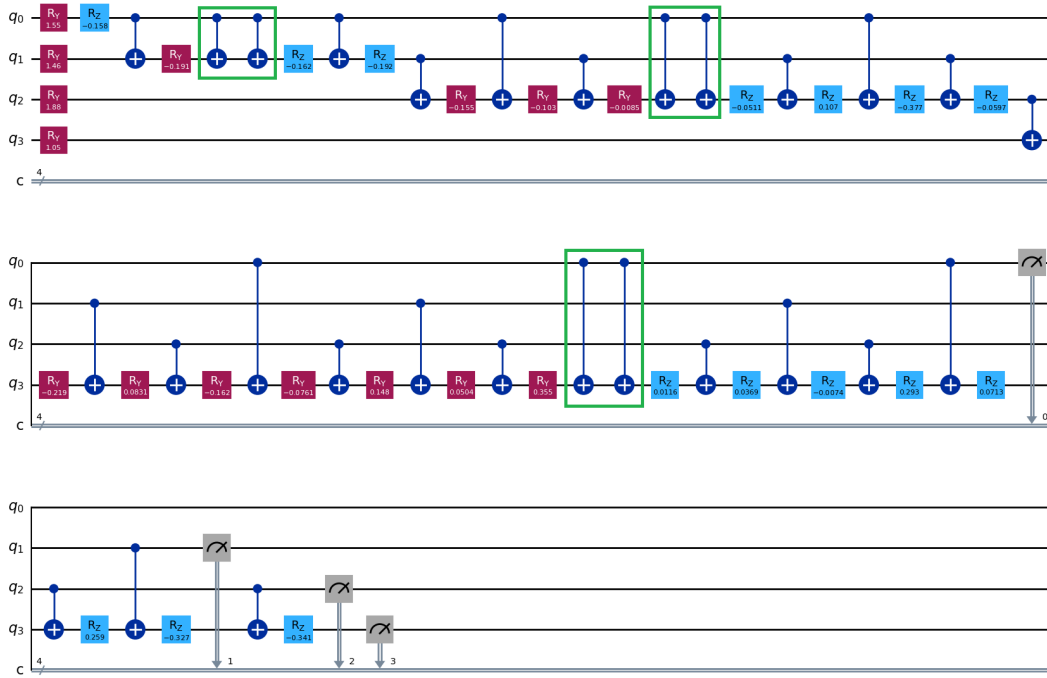 q0 RY 1.55 RZ −0.158
q1 RY 1.46 RY −0.191 RZ −0.162 RZ −0.192
q2 RY 1.88 RY −0.155 RY −0.103 RY −0.0085 RZ −0.0511 RZ 0.107 RZ −0.377 RZ −0.0597
q3 RY 1.05
c 4
q0
q1
q2
q3 RY −0.219 RY 0.0831 RY −0.162 RY −0.0761 RY 0.148 RY 0.0504 RY 0.355 RZ 0.0116 RZ 0.0369 RZ −0.0074 RZ 0.293 RZ 0.0713
c 4 0
q0
q1
q2
q3 RZ 0.259 RZ −0.327 RZ −0.341
c 4 1 2 3